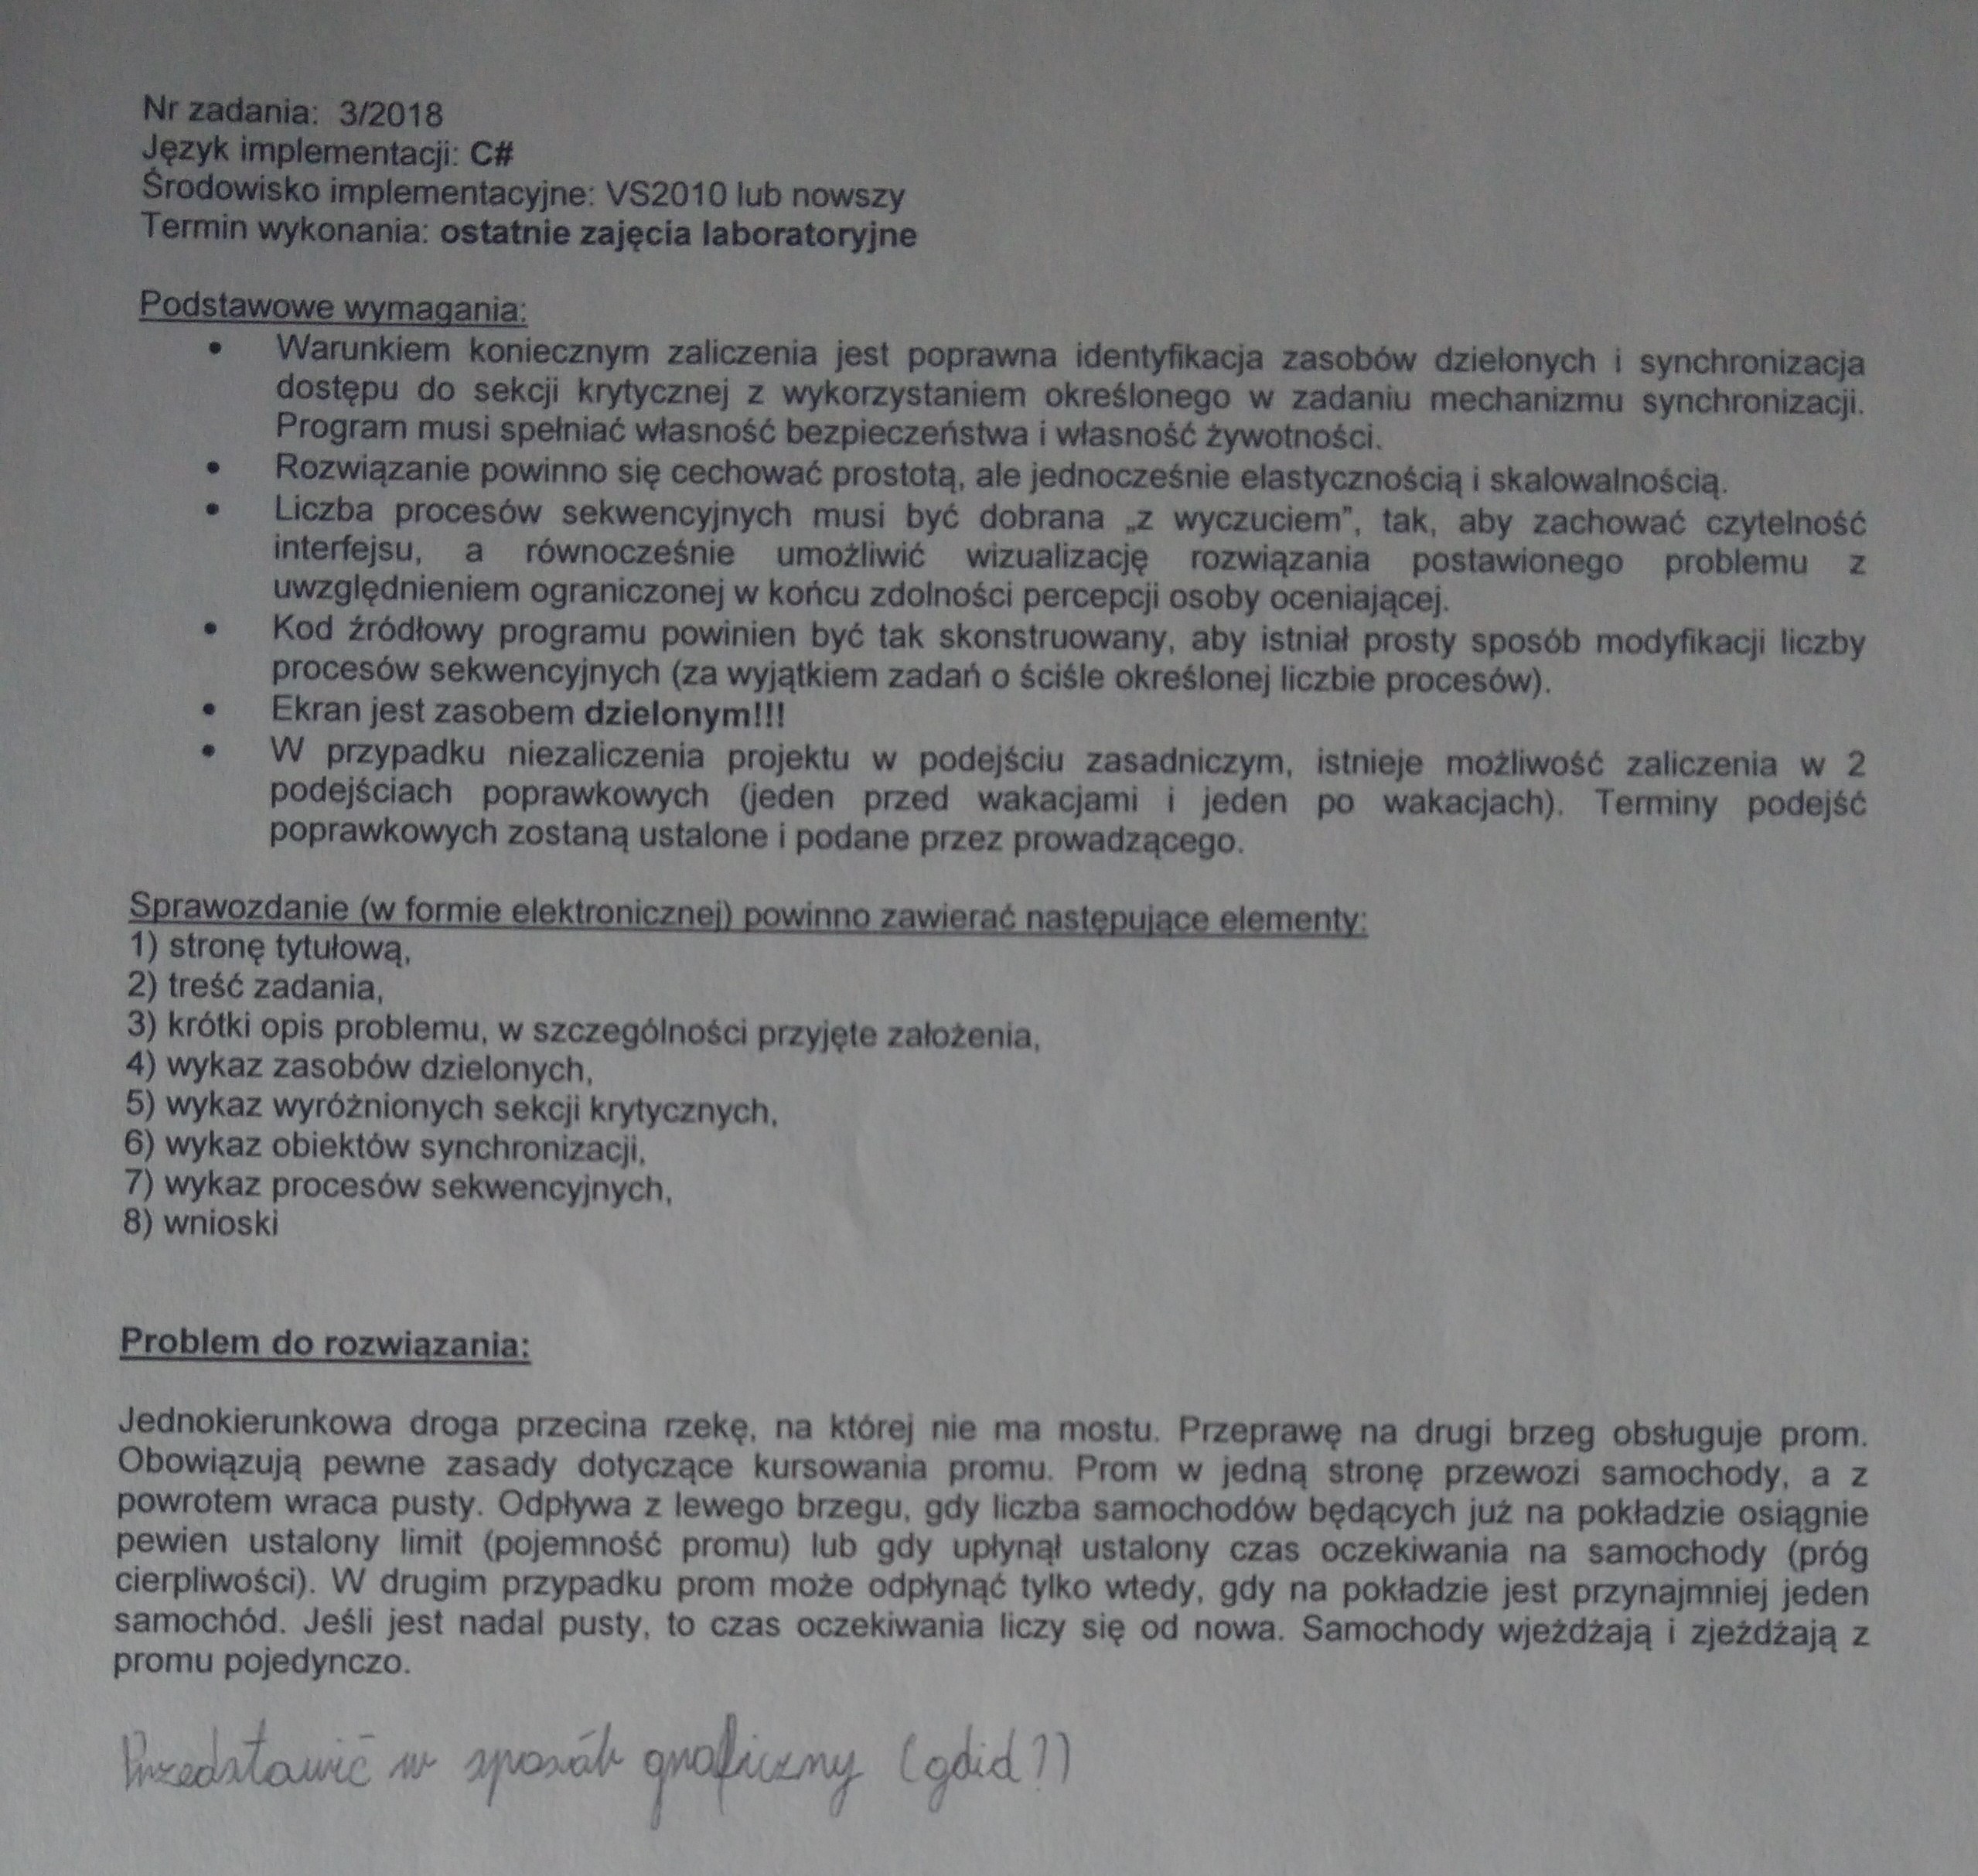 Nr zadania: 3/2018
Język implementacji: C#
Środowisko implementacyjne: VS2010 lub nowszy
Termin wykonania: ostatnie zajęcia laboratoryjne
Podstawowe wymagania:
• Warunkiem koniecznym zaliczenia jest poprawna identyfikacja zasobów dzielonych i synchronizacja
dostępu do sekcji krytycznej z wykorzystaniem określonego w zadaniu mechanizmu synchronizacji.
Program musi spełniać własność bezpieczeństwa i własność żywotności.
• Rozwiązanie powinno się cechować prostotą, ale jednocześnie elastycznością i skalowalnością.
• Liczba procesów sekwencyjnych musi być dobrana „z wyczuciem”, tak, aby zachować czytelność
interfejsu, a równocześnie umożliwić wizualizację rozwiązania postawionego problemu z
uwzględnieniem ograniczonej w końcu zdolności percepcji osoby oceniającej.
• Kod źródłowy programu powinien być tak skonstruowany, aby istniał prosty sposób modyfikacji liczby
procesów sekwencyjnych (za wyjątkiem zadań o ściśle określonej liczbie procesów).
• Ekran jest zasobem dzielonym!!!
• W przypadku niezaliczenia projektu w podejściu zasadniczym, istnieje możliwość zaliczenia w 2
podejściach poprawkowych (jeden przed wakacjami i jeden po wakacjach). Terminy podejść
poprawkowych zostaną ustalone i podane przez prowadzącego.
Sprawozdanie (w formie elektronicznej) powinno zawierać następujące elementy:
1) stronę tytułową,
2) treść zadania,
3) krótki opis problemu, w szczególności przyjęte założenia,
4) wykaz zasobów dzielonych,
5) wykaz wyróżnionych sekcji krytycznych,
6) wykaz obiektów synchronizacji,
7) wykaz procesów sekwencyjnych,
8) wnioski
Problem do rozwiązania:
Jednokierunkowa droga przecina rzekę, na której nie ma mostu. Przeprawę na drugi brzeg obsługuje prom.
Obowiązują pewne zasady dotyczące kursowania promu. Prom w jedną stronę przewozi samochody, a z
powrotem wraca pusty. Odpływa z lewego brzegu, gdy liczba samochodów będących już na pokładzie osiągnie
pewien ustalony limit (pojemność promu) lub gdy upłynął ustalony czas oczekiwania na samochody (próg
cierpliwości). W drugim przypadku prom może odpłynąć tylko wtedy, gdy na pokładzie jest przynajmniej jeden
samochód. Jeśli jest nadal pusty, to czas oczekiwania liczy się od nowa. Samochody wjeżdżają i zjeżdżają z
promu pojedynczo.
Przedstawić w sposób graficzny